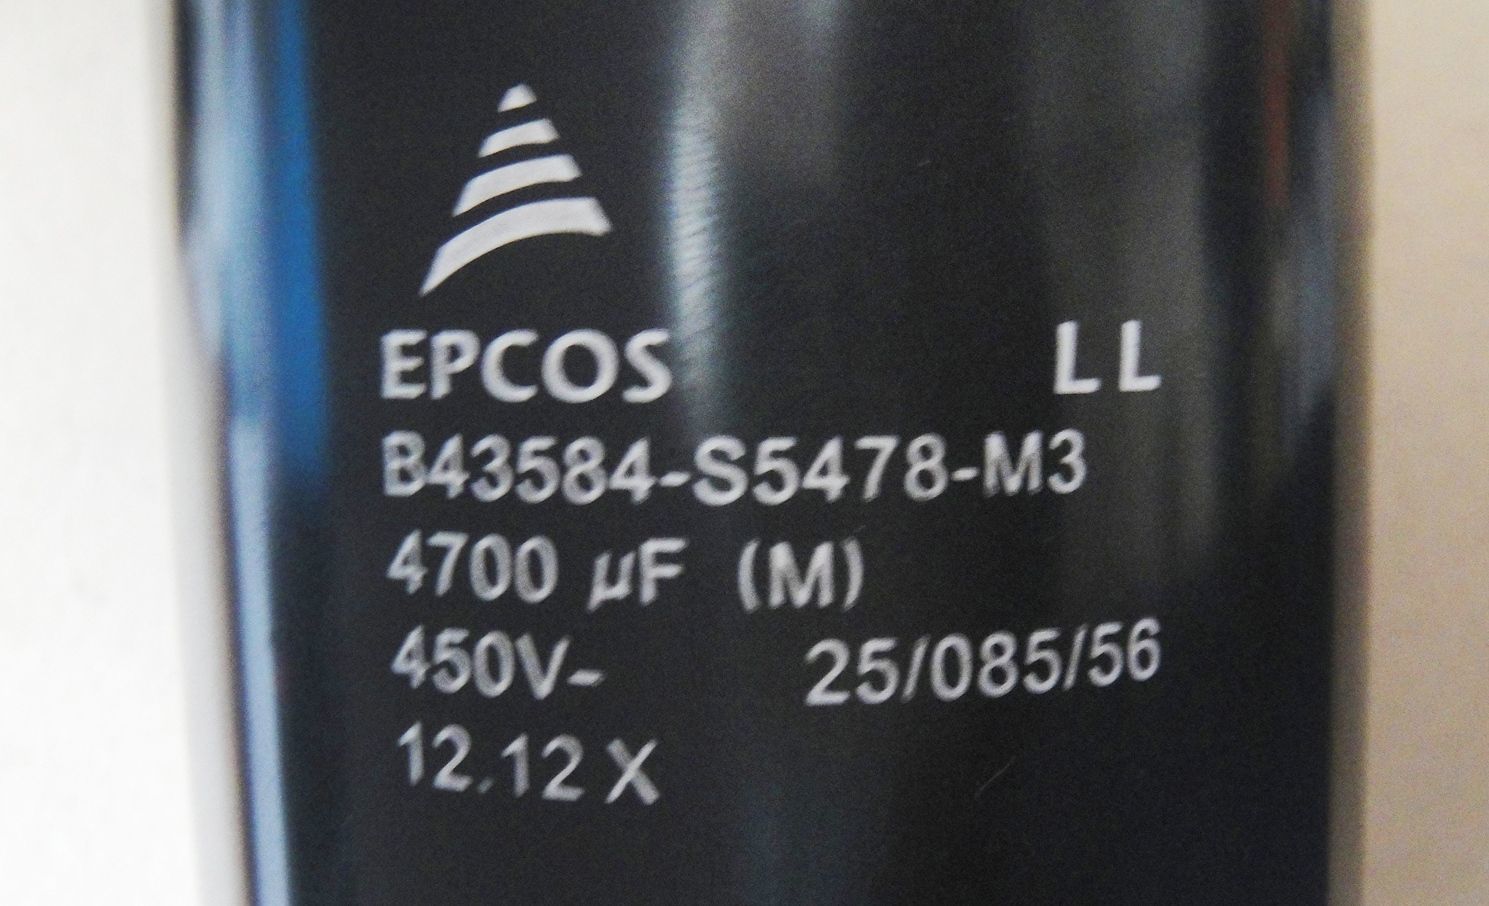 EPCOS LL
B43584-S5478-M3
4700 µF (M)
450V- 25/085/56
12.12 X